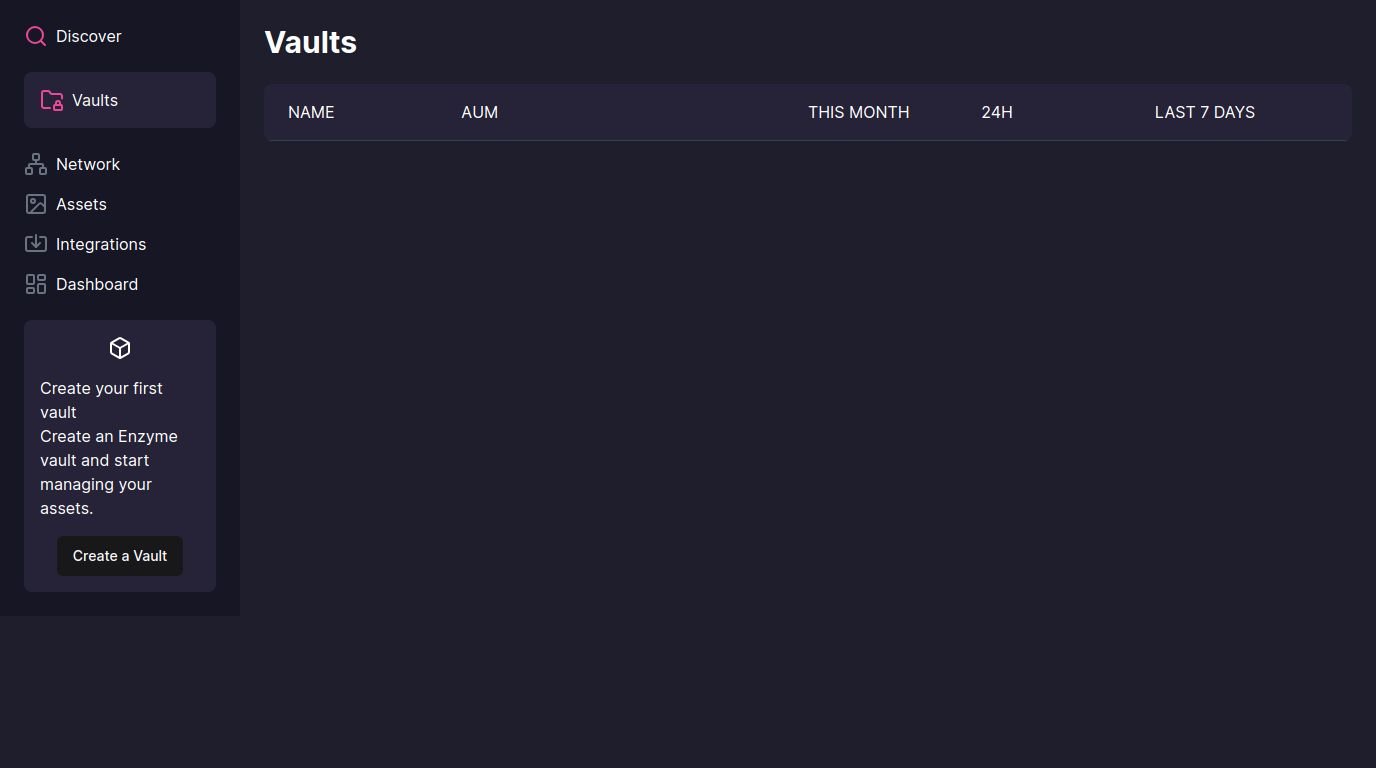 Discover
Vaults
Network
Assets
Integrations
Dashboard
Create your first
vault
Create an Enzyme
vault and start
managing your
assets.
Create a Vault
Vaults
NAME AUM THIS MONTH 24H LAST 7 DAYS